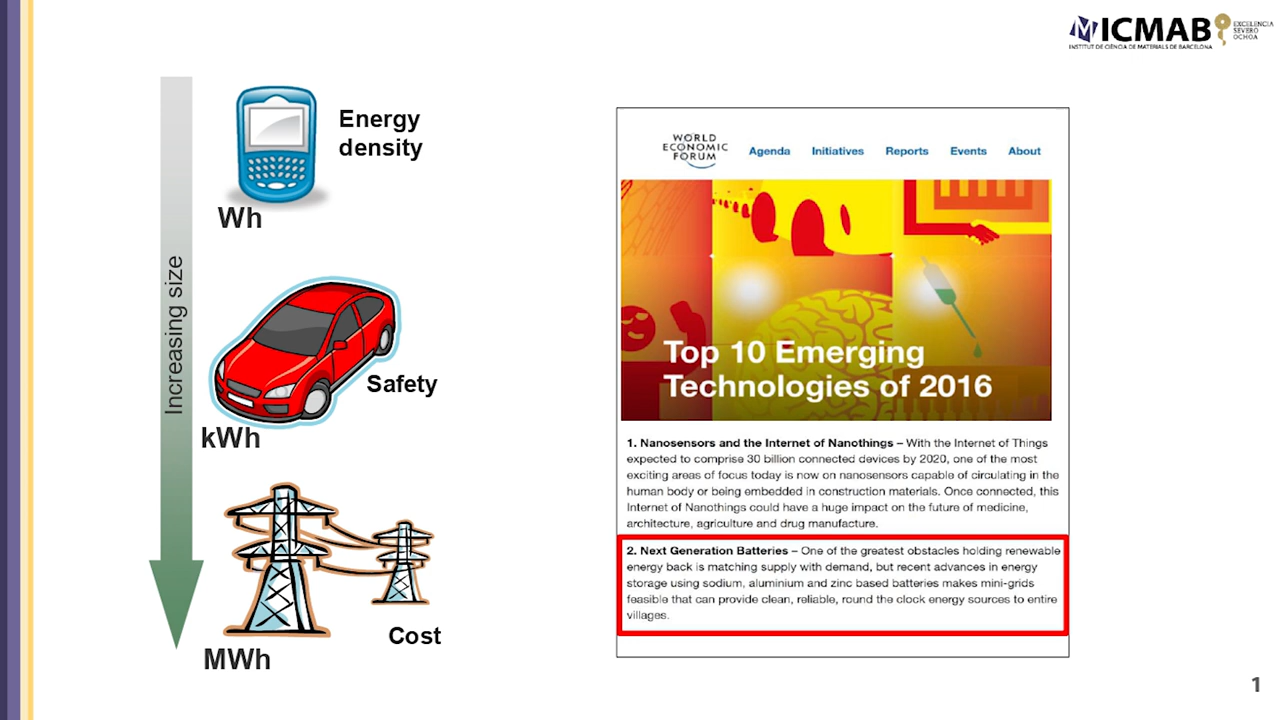 ICMAB
INSTITUT DE CIÈNCIA DE MATERIALS DE BARCELONA
EXCELENCIA
SEVERO
OCHOA
Energy
density
Wh
Increasing size
Safety
kWh
Cost
MWh
WORLD
ECONOMIC
FORUM
Agenda Initiatives Reports Events About
Top 10 Emerging
Technologies of 2016
1. Nanosensors and the Internet of Nanothings – With the Internet of Things
expected to comprise 30 billion connected devices by 2020, one of the most
exciting areas of focus today is now on nanosensors capable of circulating in the
human body or being embedded in construction materials. Once connected, this
Internet of Nanothings could have a huge impact on the future of medicine,
architecture, agriculture and drug manufacture.
2. Next Generation Batteries – One of the greatest obstacles holding renewable
energy back is matching supply with demand, but recent advances in energy
storage using sodium, aluminium and zinc based batteries makes mini-grids
feasible that can provide clean, reliable, round the clock energy sources to entire
villages.
1